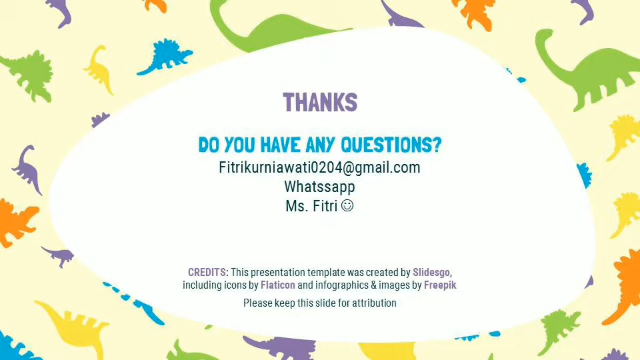 THANKS
DO YOU HAVE ANY QUESTIONS?
Fitrikurniawati0204@gmail.com
Whatssapp
Ms. Fitri☺
CREDITS: This presentation template was created by Slidesgo,
including icons by Flaticon and infographics & images by Freepik
Please keep this slide for attribution